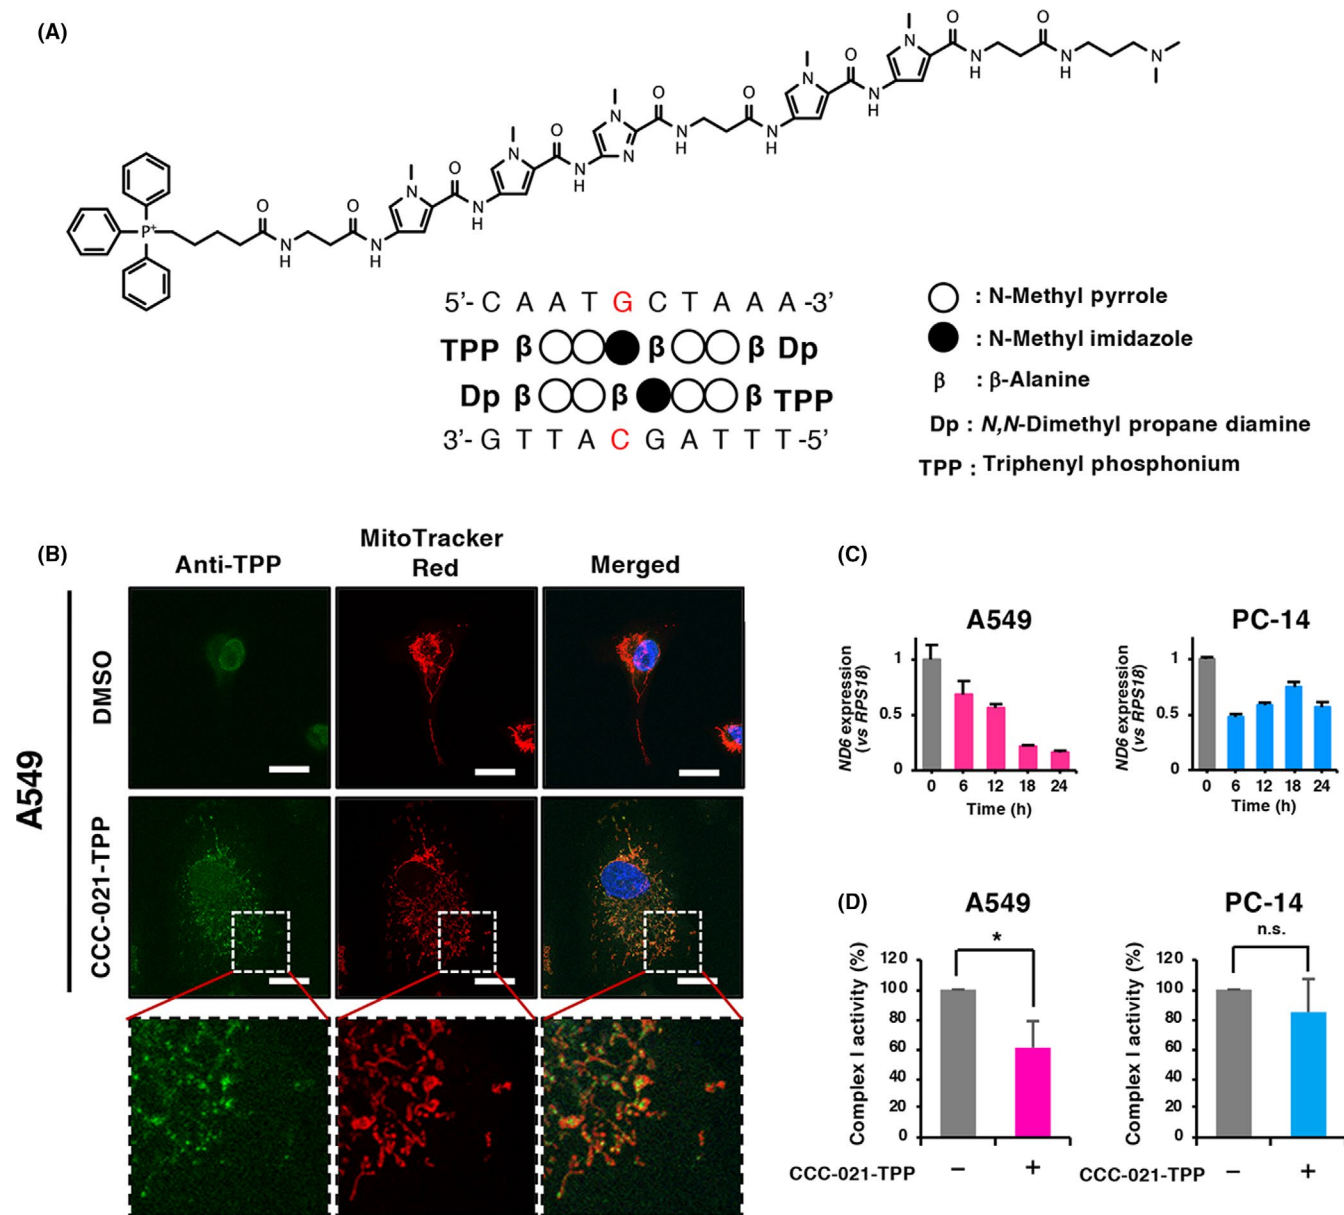 (A)
N
O
N
H
O
N
H
N
O
N
H
N
O
N
H
N
N
O
N
H
O
N
H
N
O
N
H
N
O
N
H
O
N
H
N
P+
5’- C A A T G C T A A A -3’
TPP β β β Dp
Dp β β β TPP
3’- G T T A C G A T T T -5’
: N-Methyl pyrrole
: N-Methyl imidazole
β : β-Alanine
Dp : N,N-Dimethyl propane diamine
TPP : Triphenyl phosphonium
(B)
Anti-TPP
MitoTracker
Red
Merged
A549
DMSO
CCC-021-TPP
(C)
A549
ND6 expression
(vs RPS18)
1
0.5
0
0 6 12 18 24
Time (h)
PC-14
ND6 expression
(vs RPS18)
1
0.5
0
0 6 12 18 24
Time (h)
(D)
A549
*
Complex I activity (%)
120
100
80
60
40
20
0
CCC-021-TPP − +
PC-14
n.s.
Complex I activity (%)
120
100
80
60
40
20
0
CCC-021-TPP − +